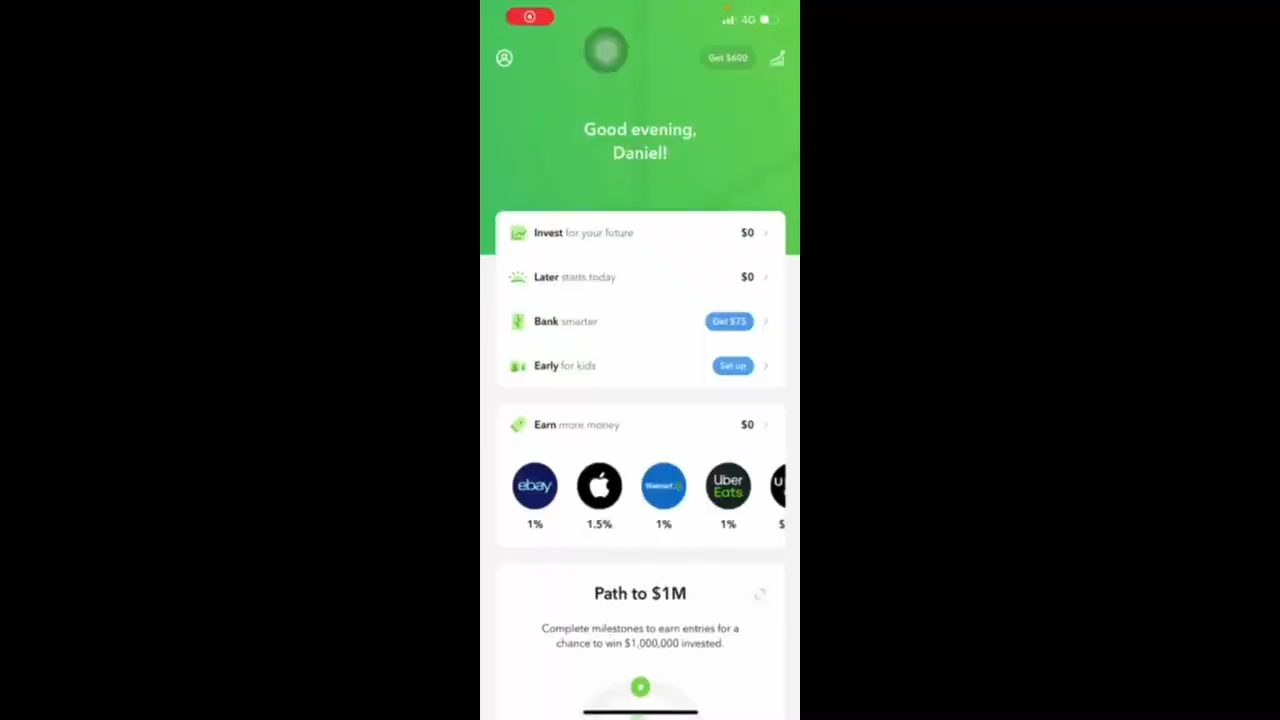 4G
Get $600
Good evening,
Daniel!
Invest for your future $0
Later starts today $0
Bank smarter Get $75
Early for kids Set up
Earn more money $0
ebay
Walmart
Uber
Eats
U
1% 1.5% 1% 1% $
Path to $1M
Complete milestones to earn entries for a
chance to win $1,000,000 invested.